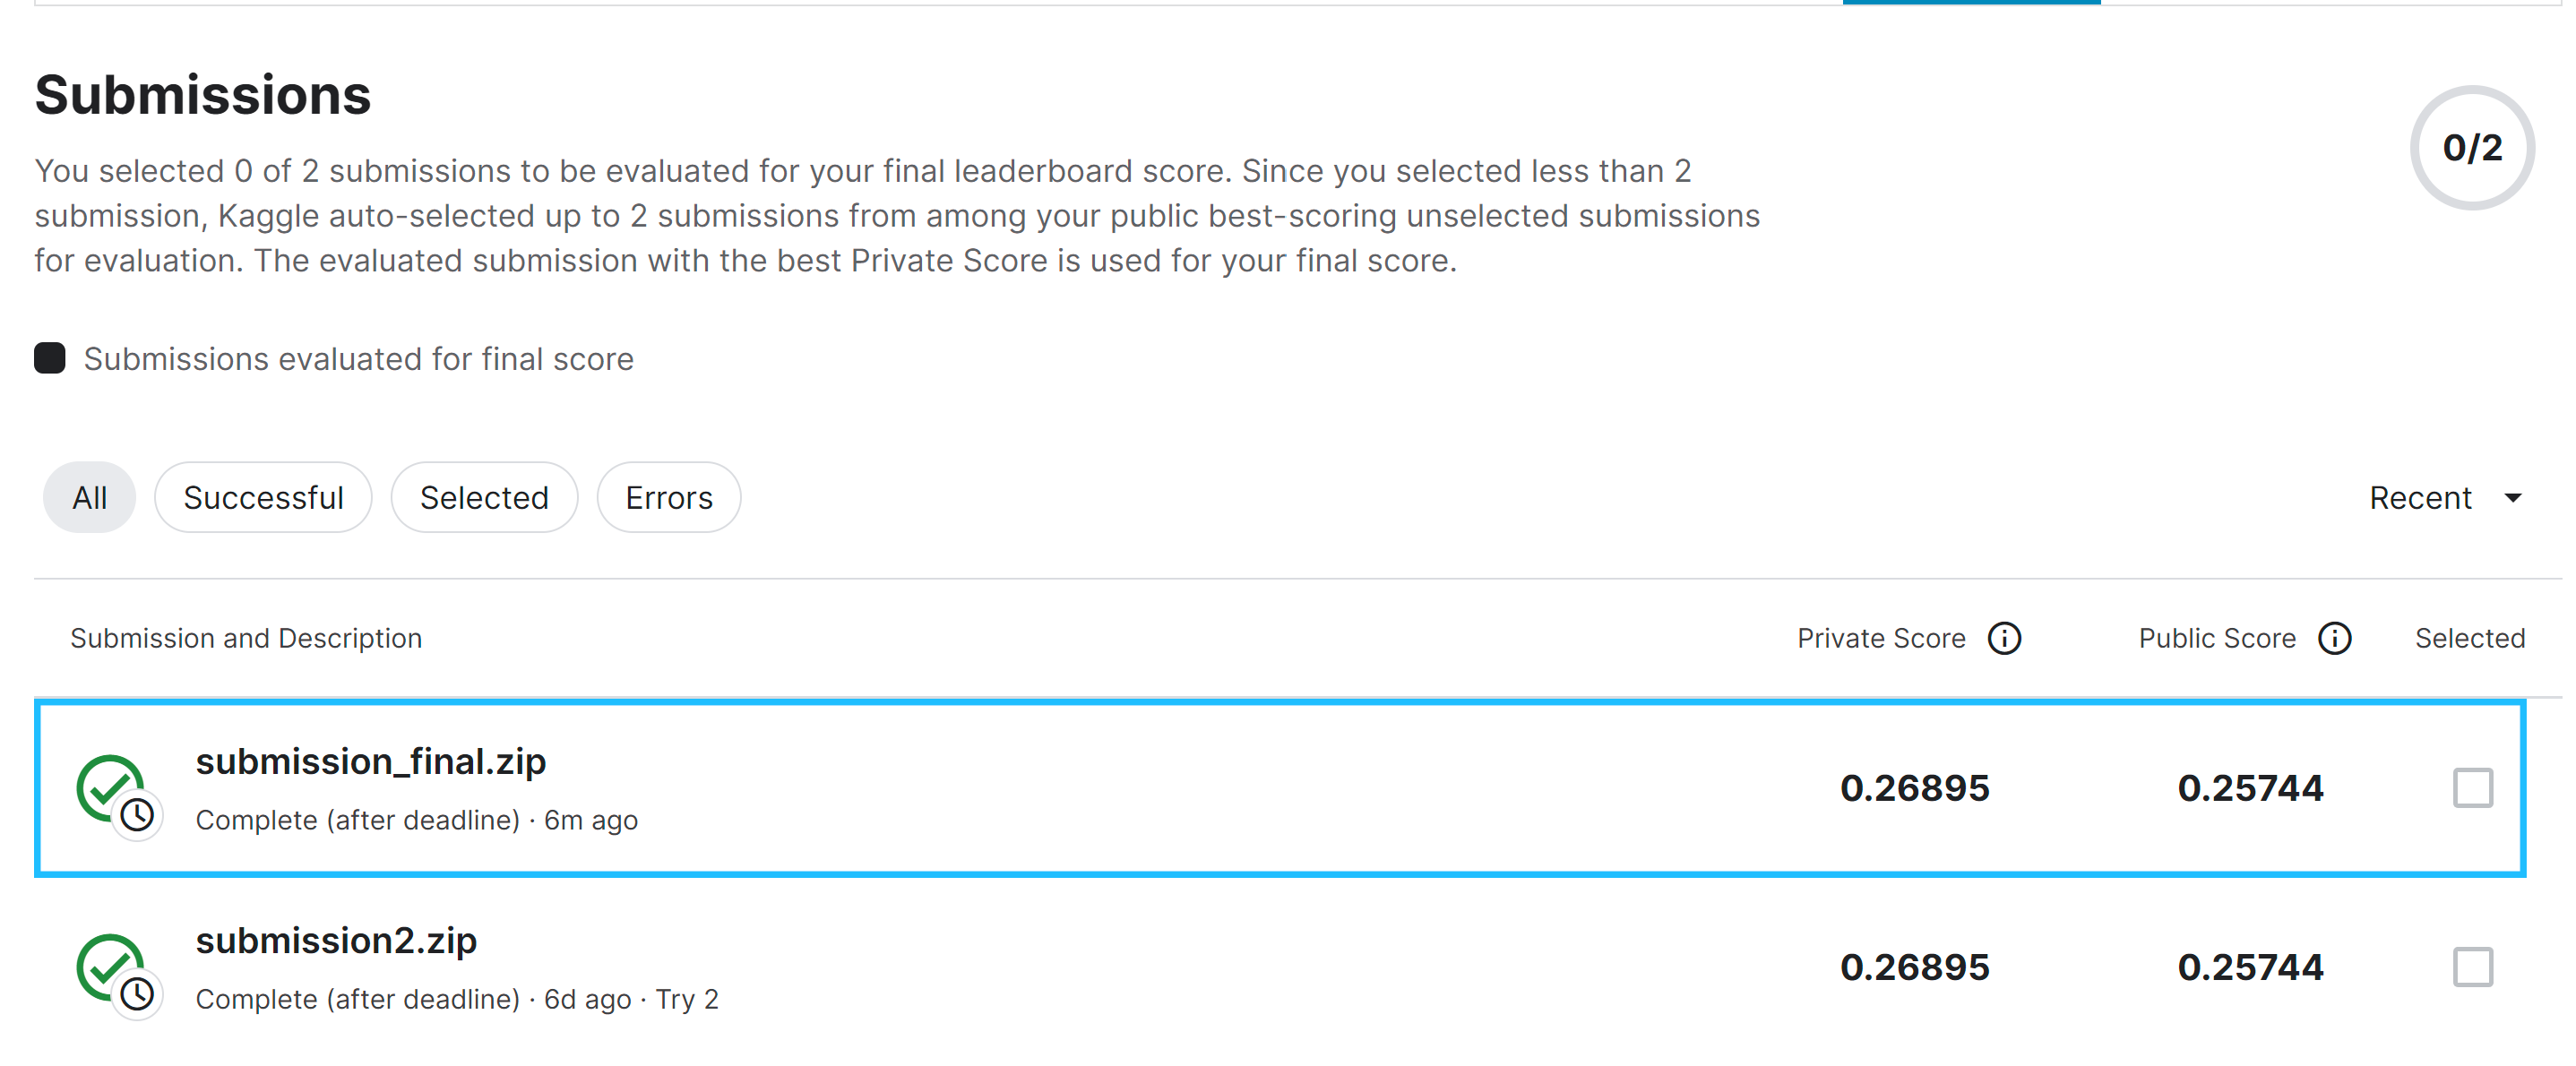 Submissions
0/2
You selected 0 of 2 submissions to be evaluated for your final leaderboard score. Since you selected less than 2
submission, Kaggle auto-selected up to 2 submissions from among your public best-scoring unselected submissions
for evaluation. The evaluated submission with the best Private Score is used for your final score.
Submissions evaluated for final score
All Successful Selected Errors Recent
Submission and Description Private Score Public Score Selected
submission_final.zip
Complete (after deadline) · 6m ago
0.26895 0.25744
submission2.zip
Complete (after deadline) · 6d ago · Try 2
0.26895 0.25744